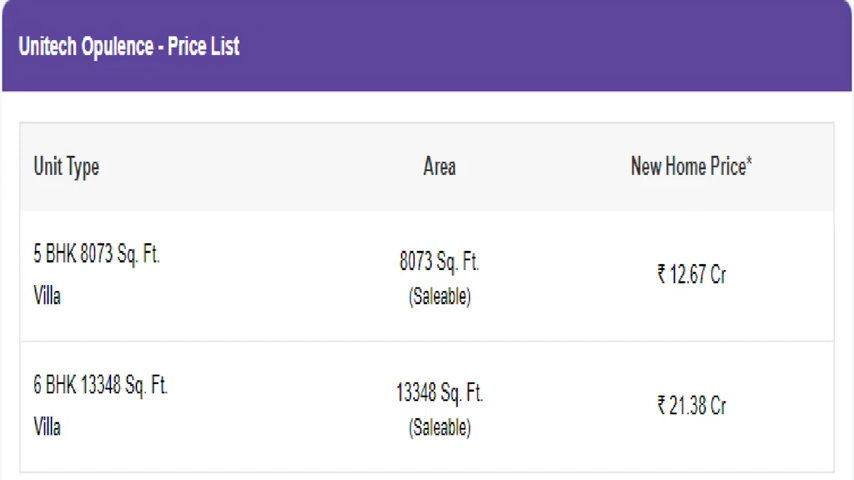 Unitech Opulence - Price List
Unit Type Area New Home Price*
5 BHK 8073 Sq. Ft.
Villa
8073 Sq. Ft.
(Saleable)
₹ 12.67 Cr
6 BHK 13348 Sq. Ft.
Villa
13348 Sq. Ft.
(Saleable)
₹ 21.38 Cr